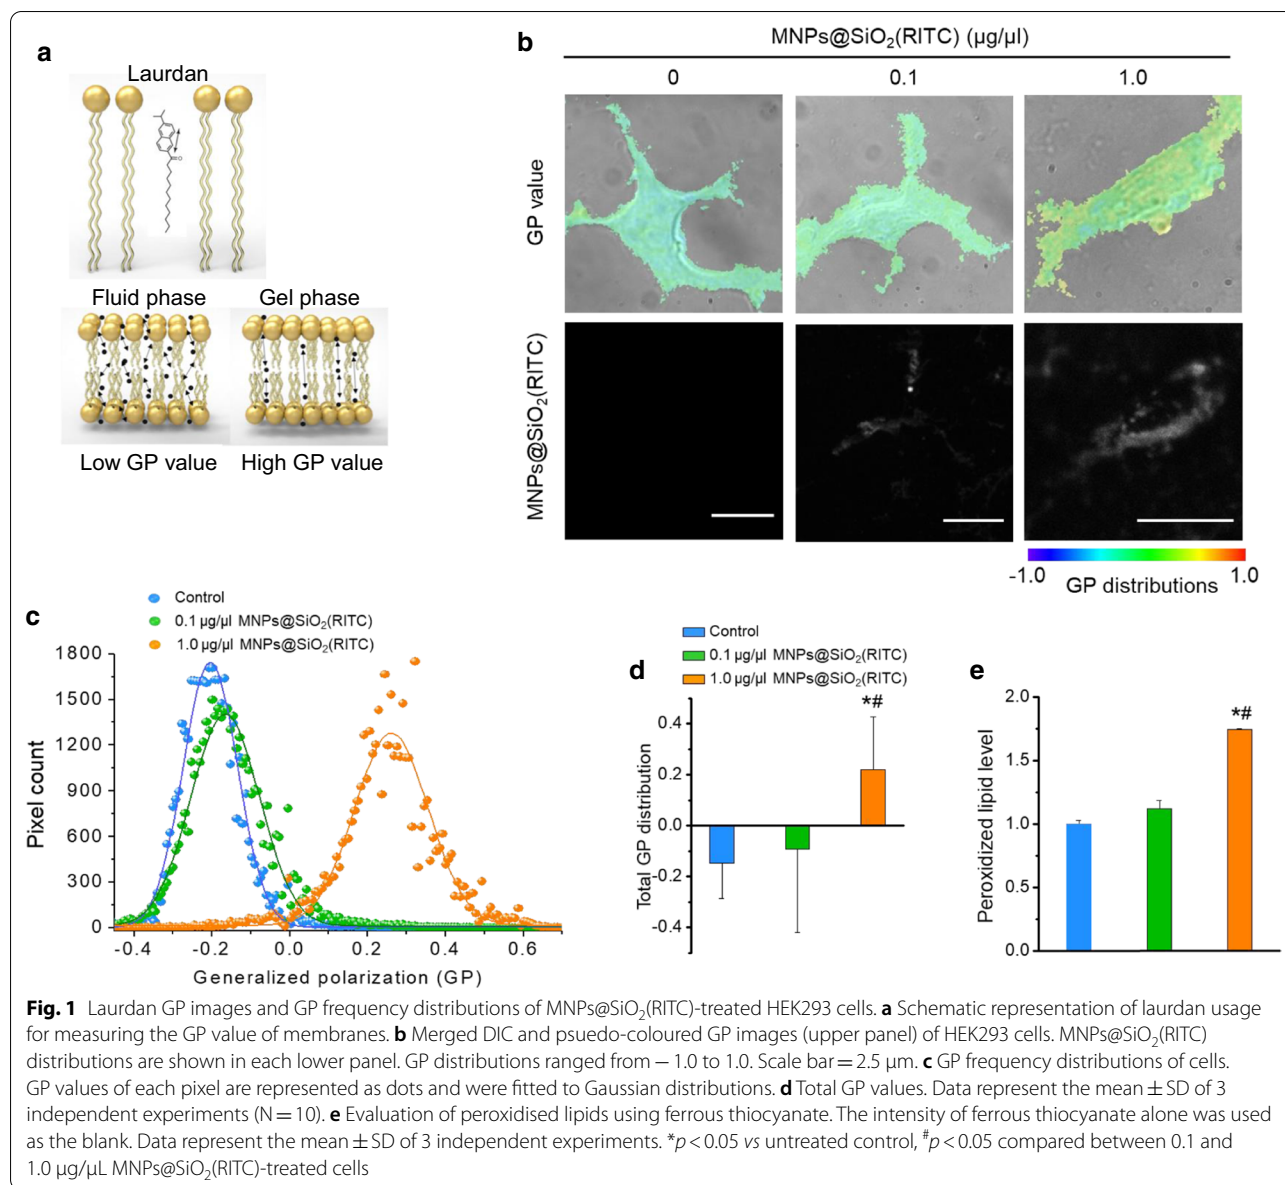 a
Laurdan
Fluid phase
Gel phase
Low GP value
High GP value
b
MNPs@SiO₂(RITC) (µg/µl)
0
0.1
1.0
GP value
MNPs@SiO₂(RITC)
-1.0
1.0
GP distributions
c
Control
0.1 µg/µl MNPs@SiO₂(RITC)
1.0 µg/µl MNPs@SiO₂(RITC)
Pixel count
1800
1500
1200
900
600
300
0
-0.4
-0.2
0.0
0.2
0.4
0.6
Generalized polarization (GP)
d
Control
0.1 µg/µl MNPs@SiO₂(RITC)
1.0 µg/µl MNPs@SiO₂(RITC)
Total GP distribution
0.4
0.2
0.0
-0.2
-0.4
*#
e
Peroxidized lipid level
2.0
1.5
1.0
0.5
0.0
*#
Fig. 1 Laurdan GP images and GP frequency distributions of MNPs@SiO₂(RITC)-treated HEK293 cells. a Schematic representation of laurdan usage
for measuring the GP value of membranes. b Merged DIC and psuedo-coloured GP images (upper panel) of HEK293 cells. MNPs@SiO₂(RITC)
distributions are shown in each lower panel. GP distributions ranged from − 1.0 to 1.0. Scale bar = 2.5 µm. c GP frequency distributions of cells.
GP values of each pixel are represented as dots and were fitted to Gaussian distributions. d Total GP values. Data represent the mean ± SD of 3
independent experiments (N = 10). e Evaluation of peroxidised lipids using ferrous thiocyanate. The intensity of ferrous thiocyanate alone was used
as the blank. Data represent the mean ± SD of 3 independent experiments. *p < 0.05 vs untreated control, #p < 0.05 compared between 0.1 and
1.0 µg/µL MNPs@SiO₂(RITC)-treated cells